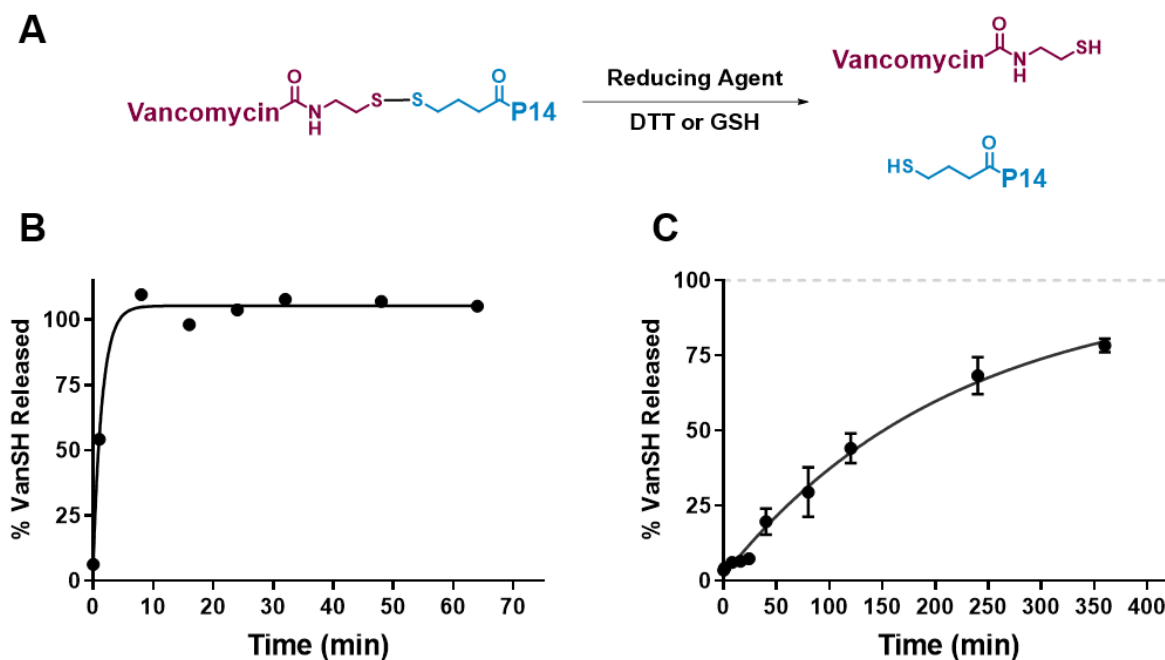 A
O
Vancomycin
N
H
S
S
O
P14
Reducing Agent
DTT or GSH
O
Vancomycin
N
H
SH
HS
O
P14
B
% VanSH Released
100
75
50
25
0
0 10 20 30 40 50 60 70
Time (min)
C
% VanSH Released
100
75
50
25
0
0 50 100 150 200 250 300 350 400
Time (min)